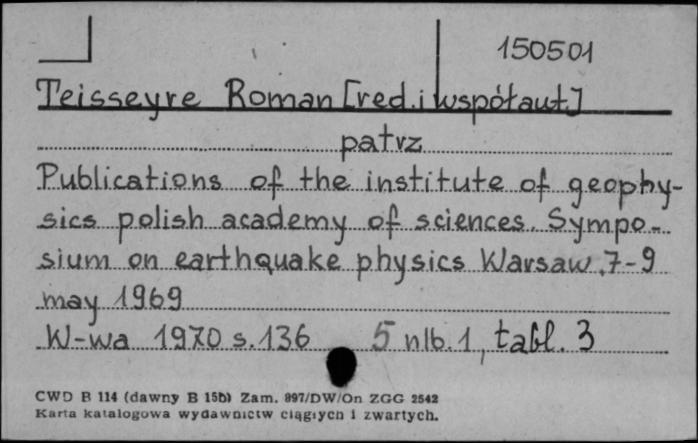 150501
Teisseyre Roman [red. i współaut.]
patrz
Publications of the institute of geophy-
sics polish academy of sciences. Sympo-
sium on earthquake physics Warsaw, 7-9
may 1969
W-wa 1970 s. 136 5 nlb. 1, tabl. 3
CWD B 114 (dawny B 15b) Zam. 897/DW/On ZGG 2542
Karta katalogowa wydawnictw ciągłych i zwartych.